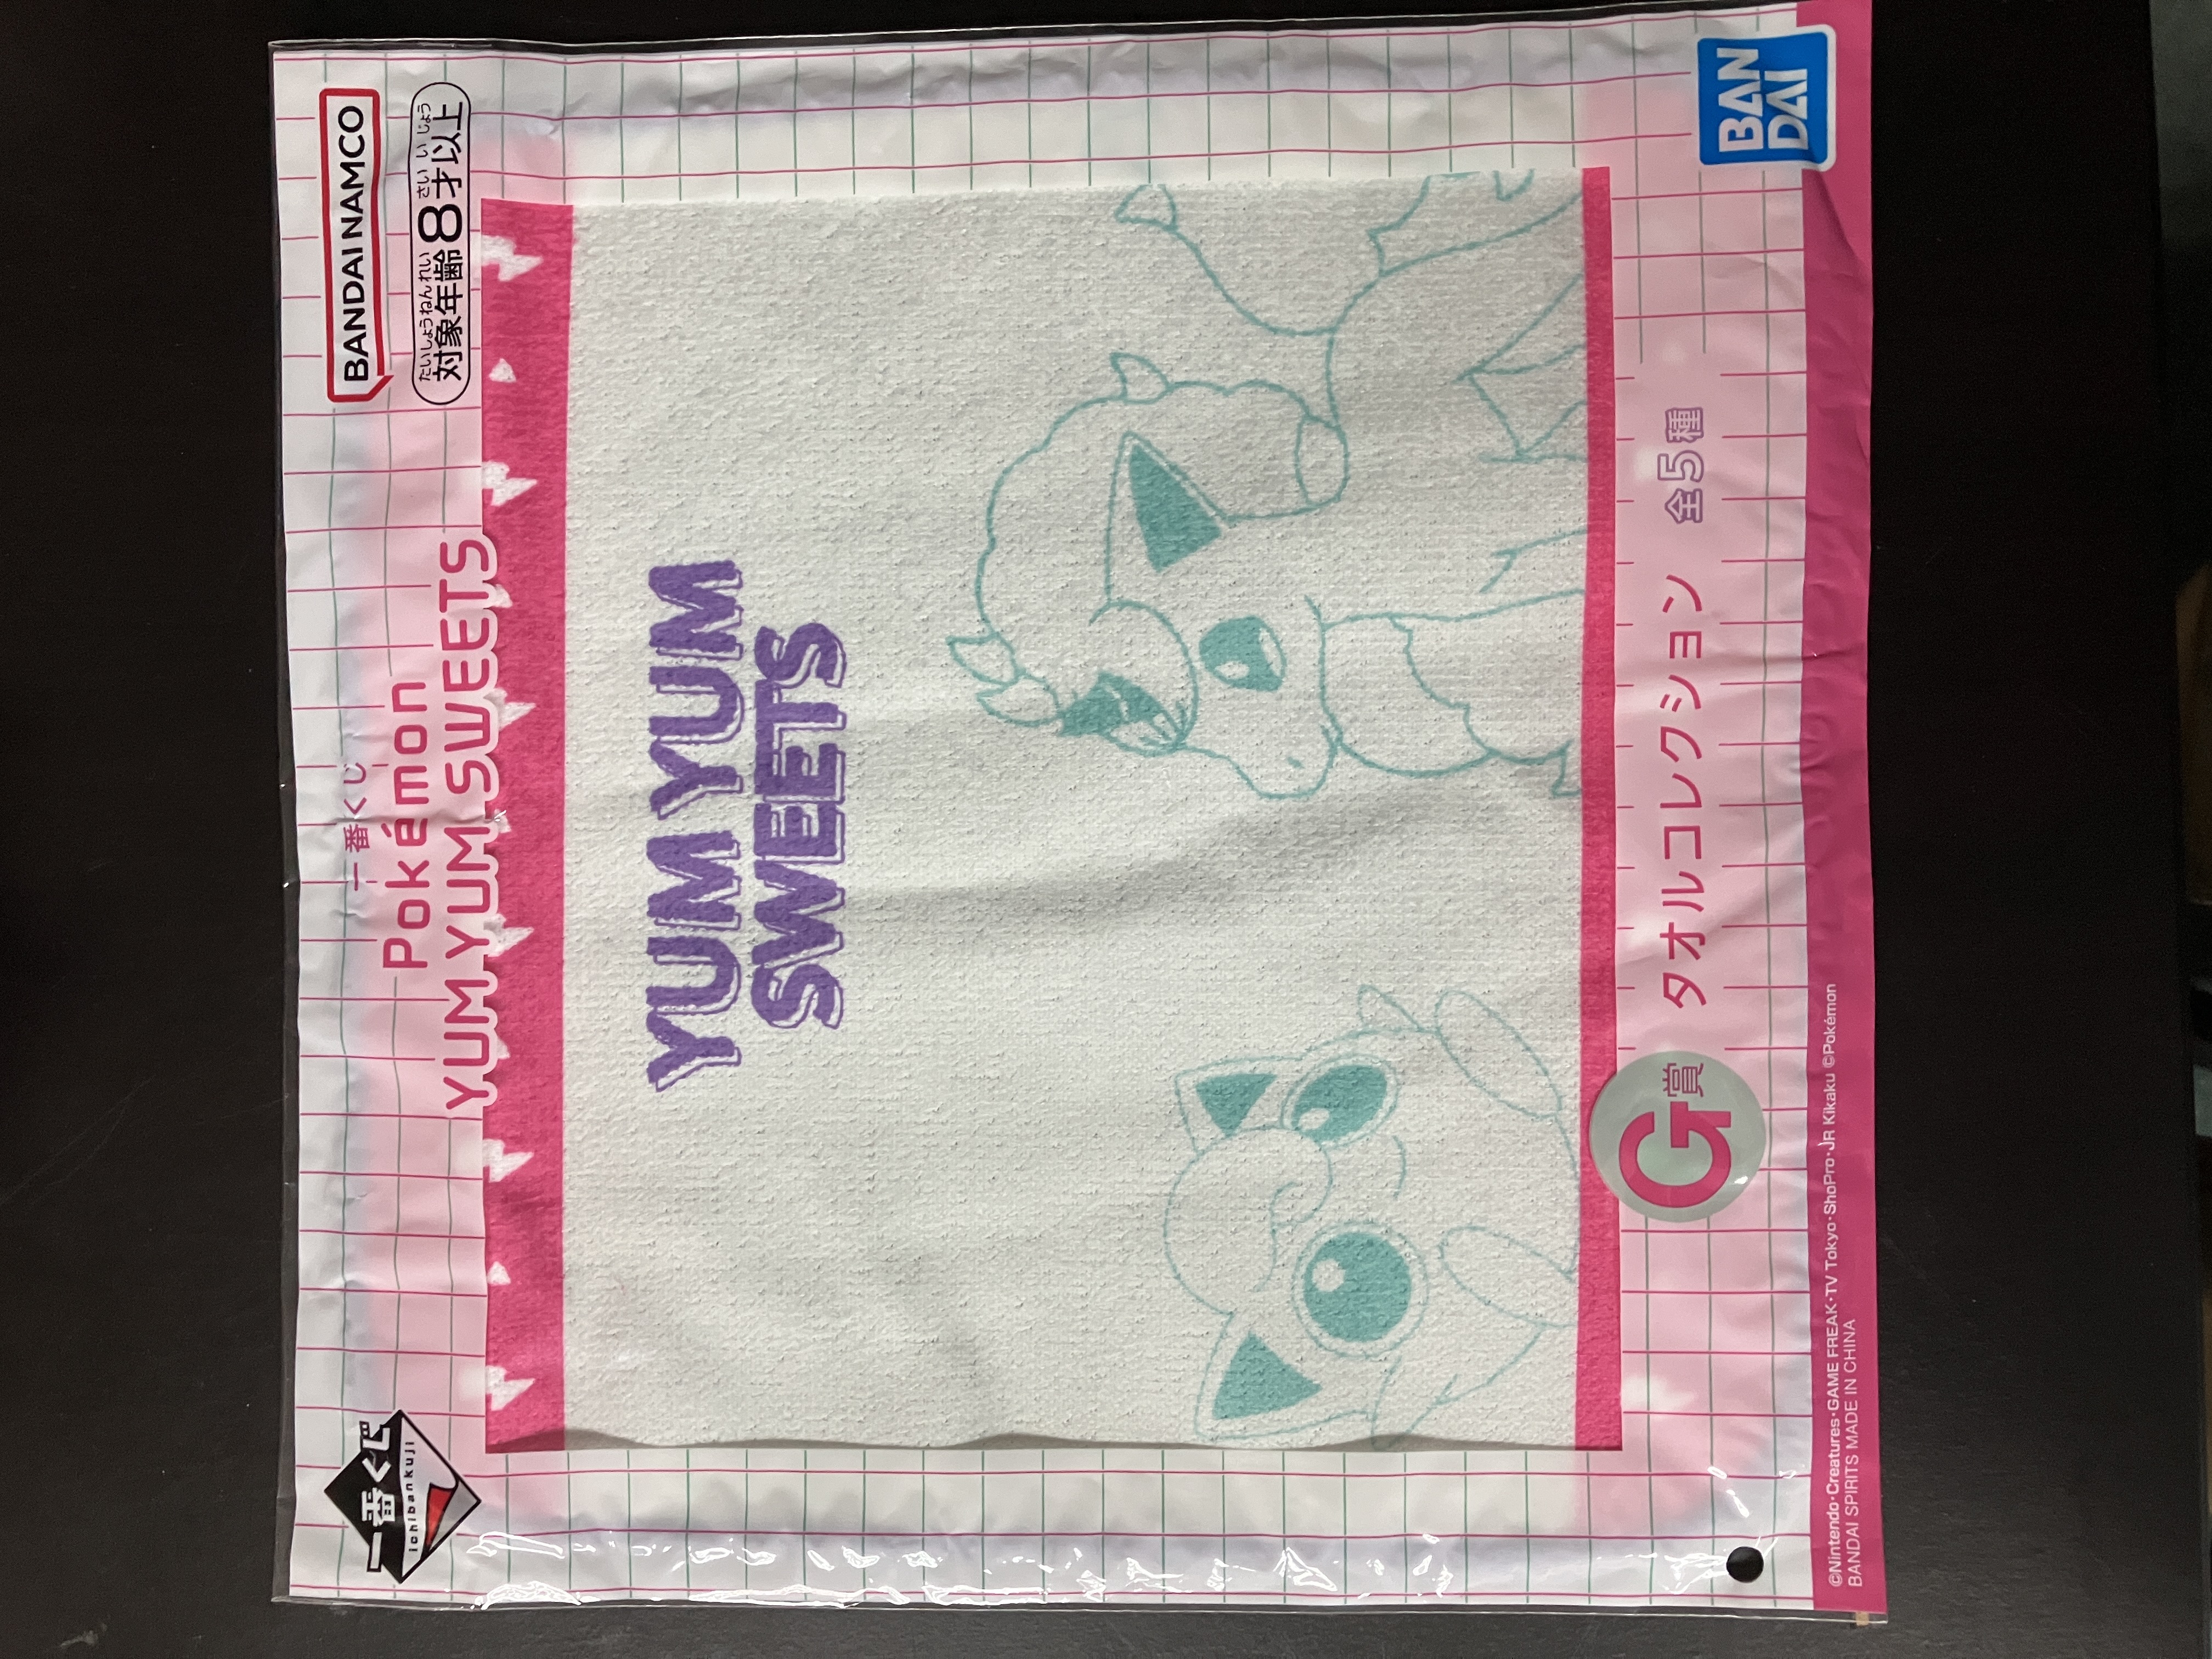 一番くじ
ichibankuji
一番くじ
Pokémon
YUM YUM SWEETS
BANDAI NAMCO
たいしょうねんれい さい い じょう
対象年齢8才以上
YUM YUM
SWEETS
G賞
タオルコレクション 全5種
©Nintendo・Creatures・GAME FREAK・TV Tokyo・ShoPro・JR Kikaku ©Pokémon
BANDAI SPIRITS MADE IN CHINA
BAN
DAI